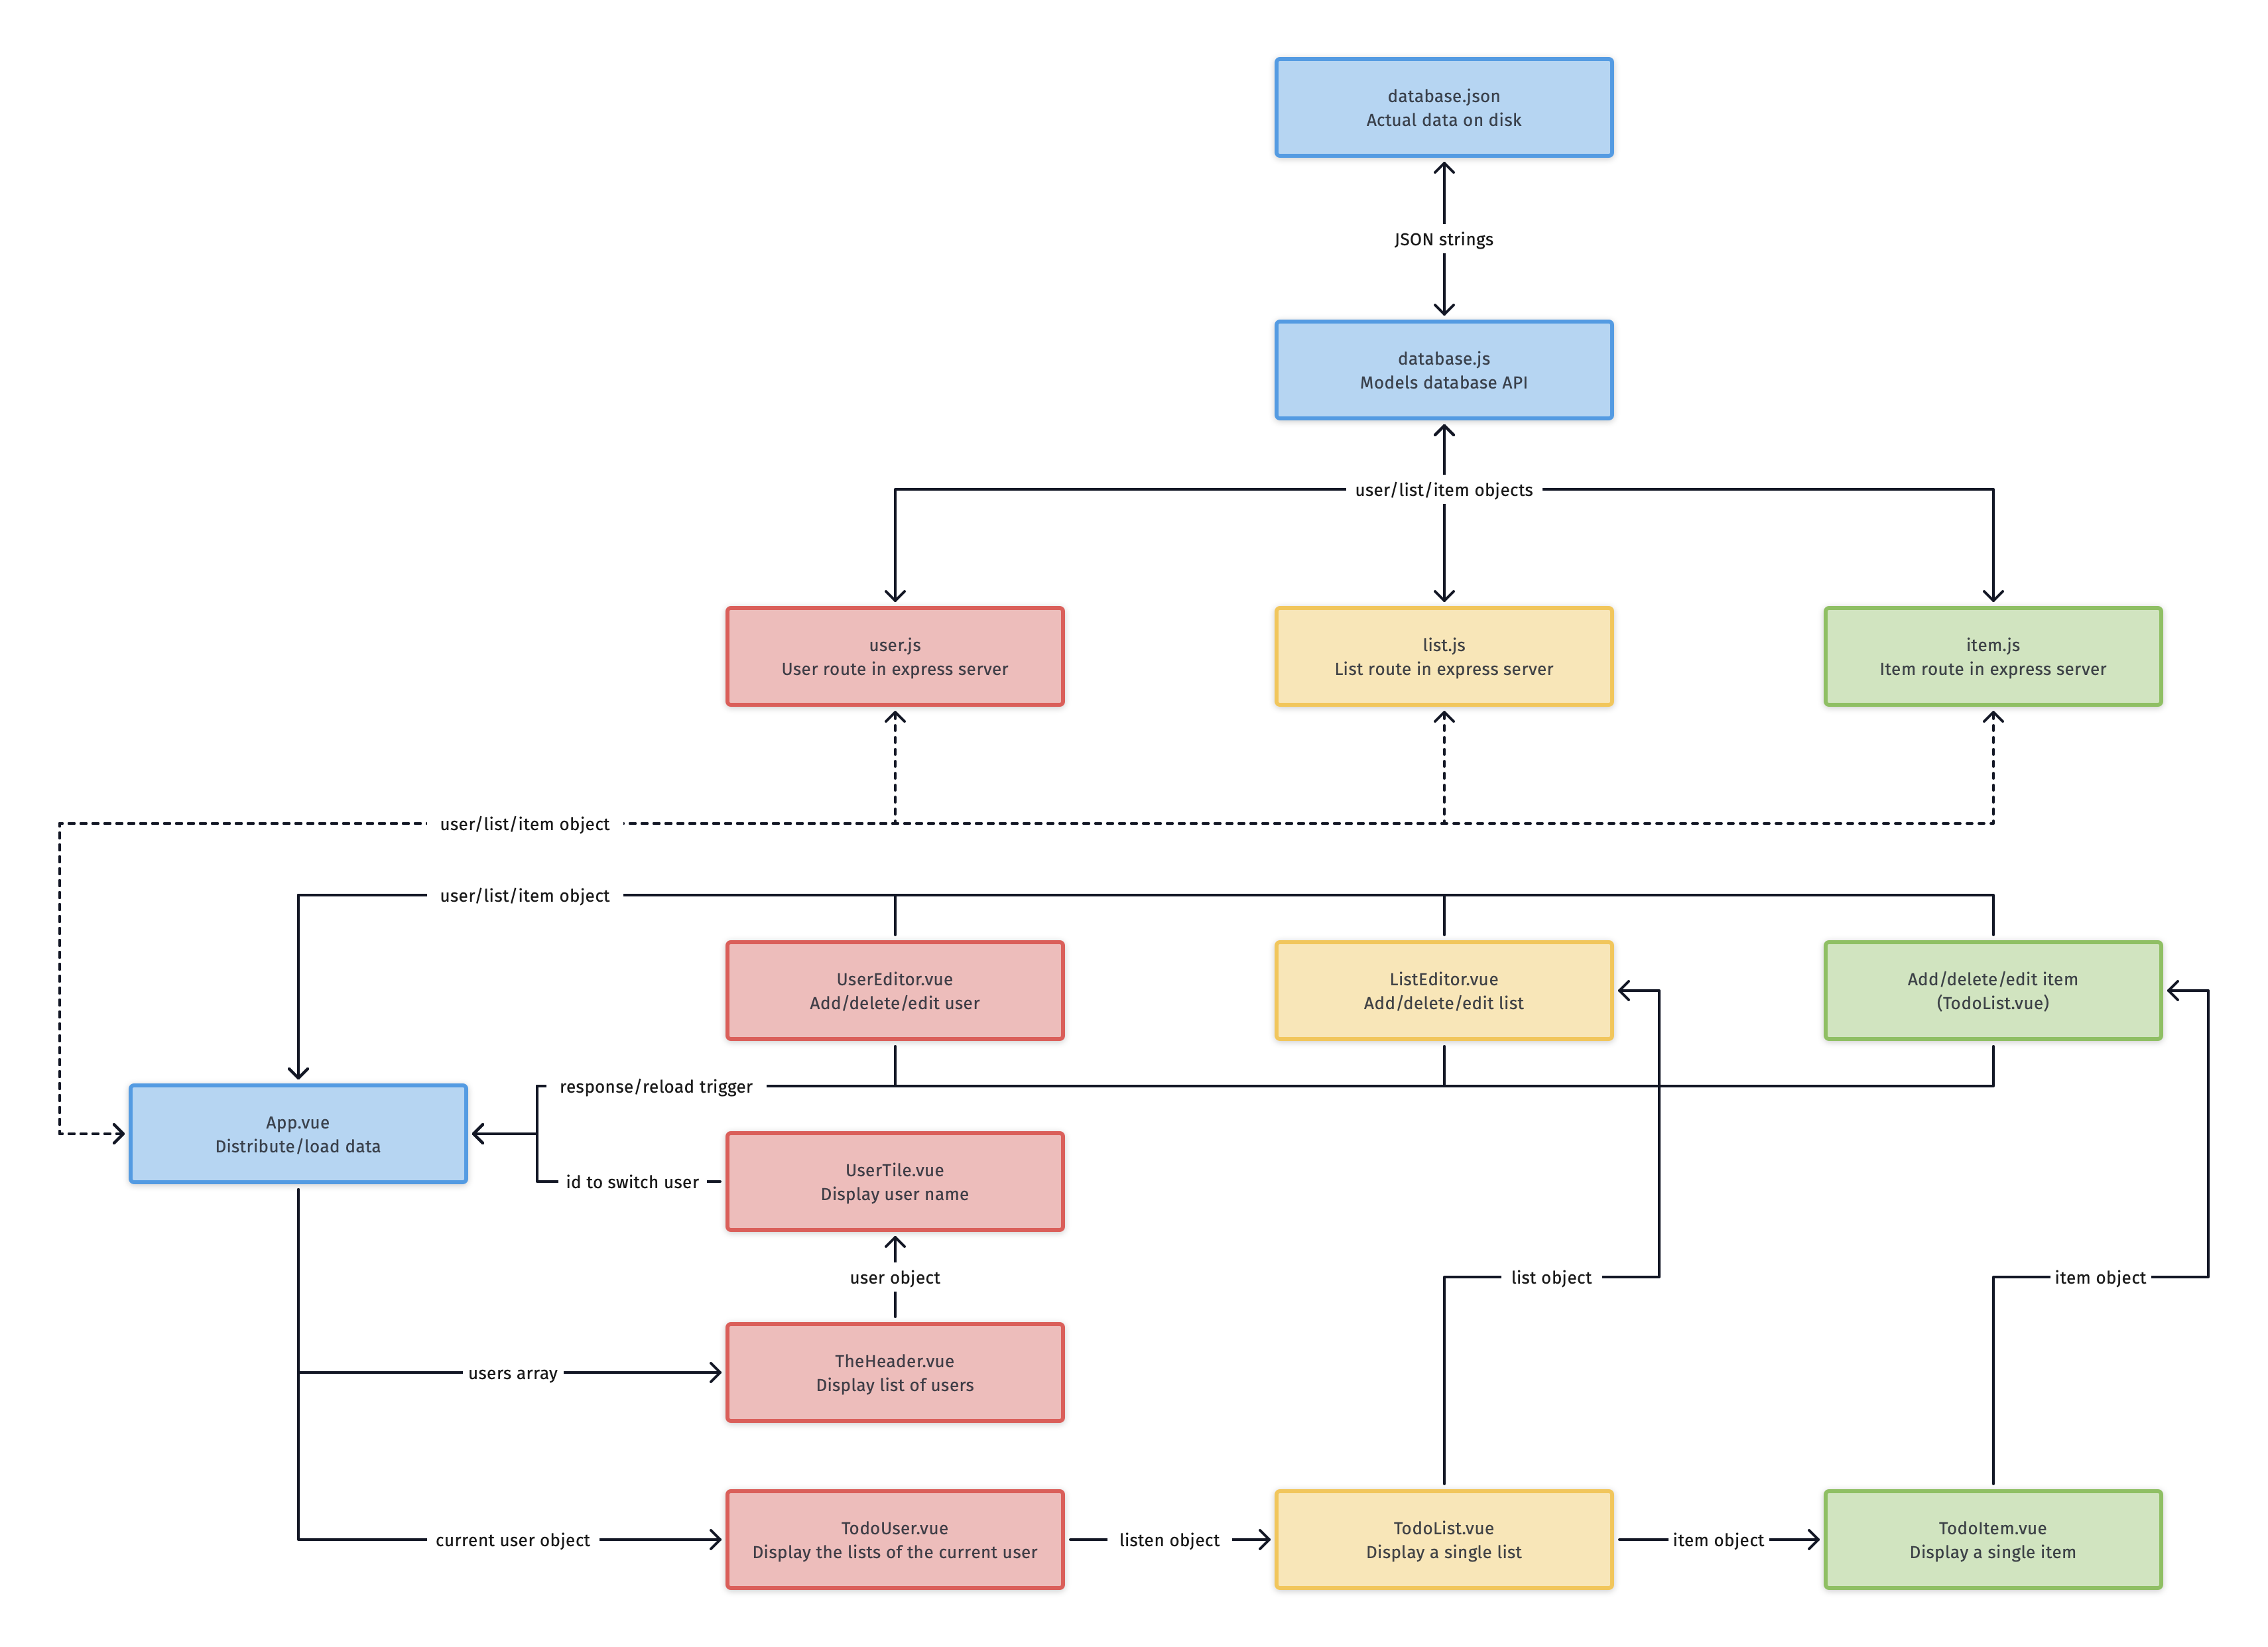 database.json
Actual data on disk
JSON strings
database.js
Models database API
user/list/item objects
user.js
User route in express server
list.js
List route in express server
item.js
Item route in express server
user/list/item object
user/list/item object
UserEditor.vue
Add/delete/edit user
ListEditor.vue
Add/delete/edit list
Add/delete/edit item
(TodoList.vue)
response/reload trigger
App.vue
Distribute/load data
id to switch user
UserTile.vue
Display user name
user object
list object
item object
TheHeader.vue
Display list of users
users array
current user object
TodoUser.vue
Display the lists of the current user
listen object
TodoList.vue
Display a single list
item object
TodoItem.vue
Display a single item